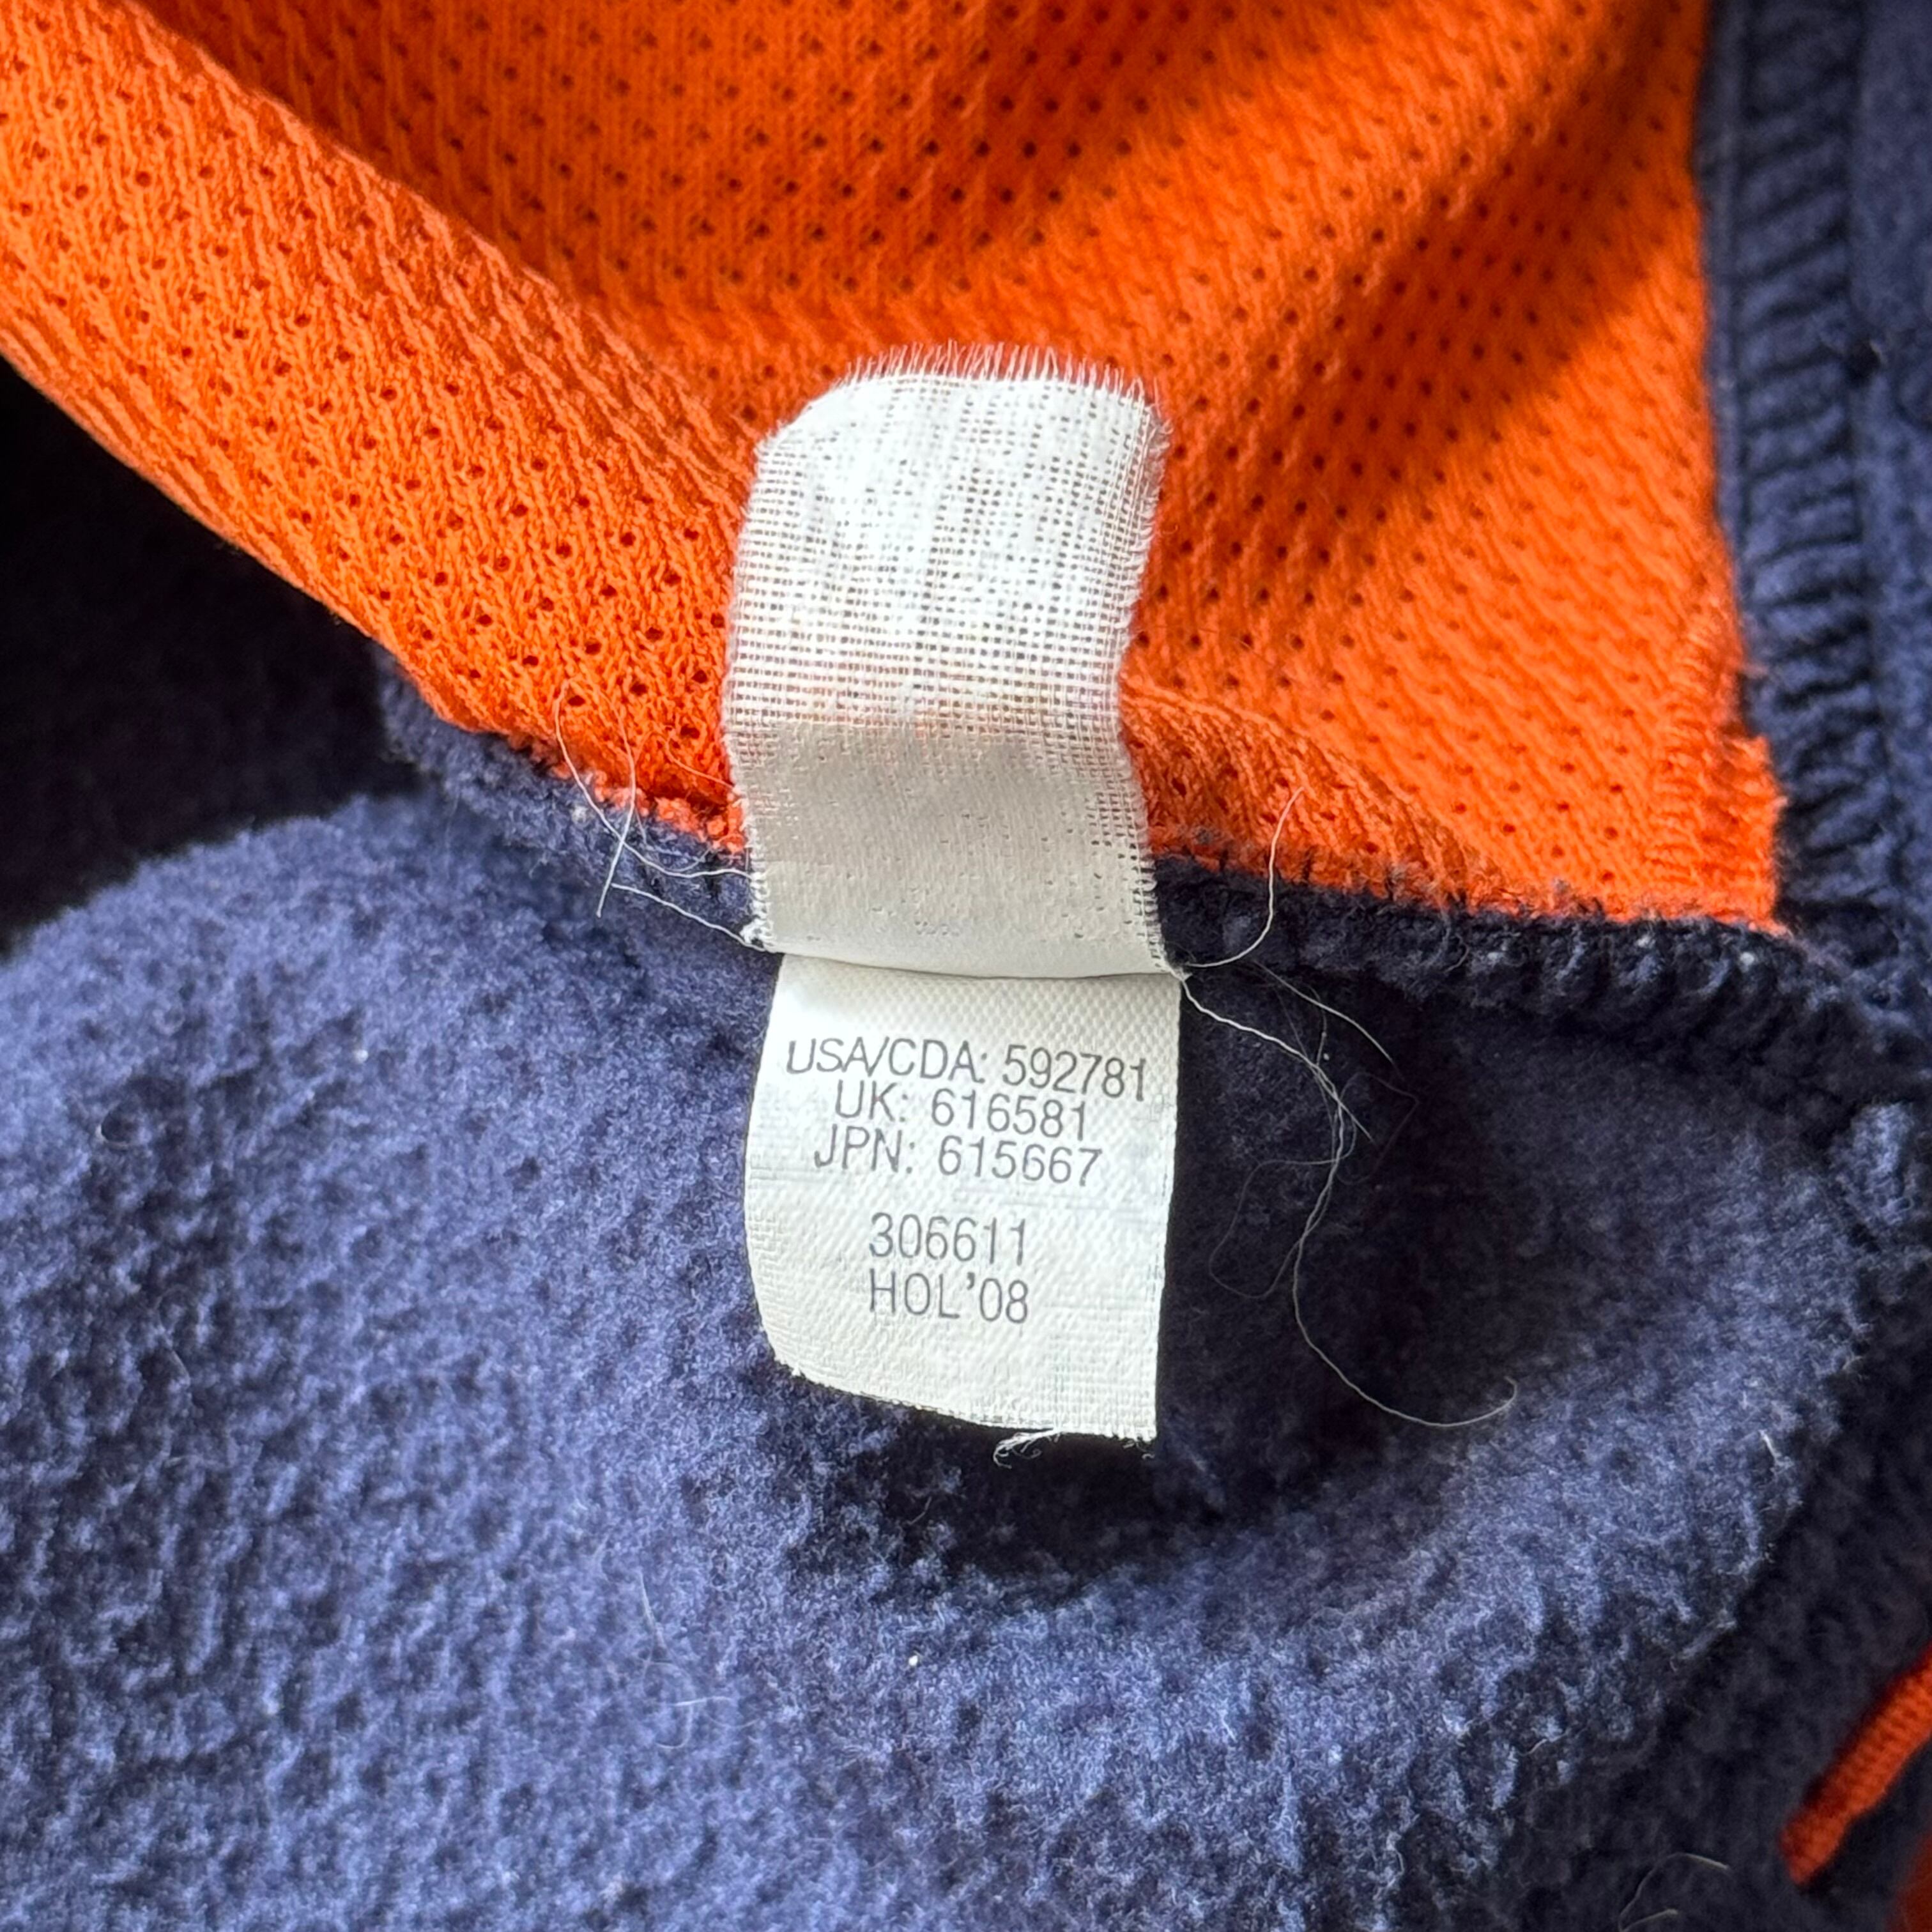 USA/CDA: 592781
UK: 616581
JPN: 615667
306611
HOL'08